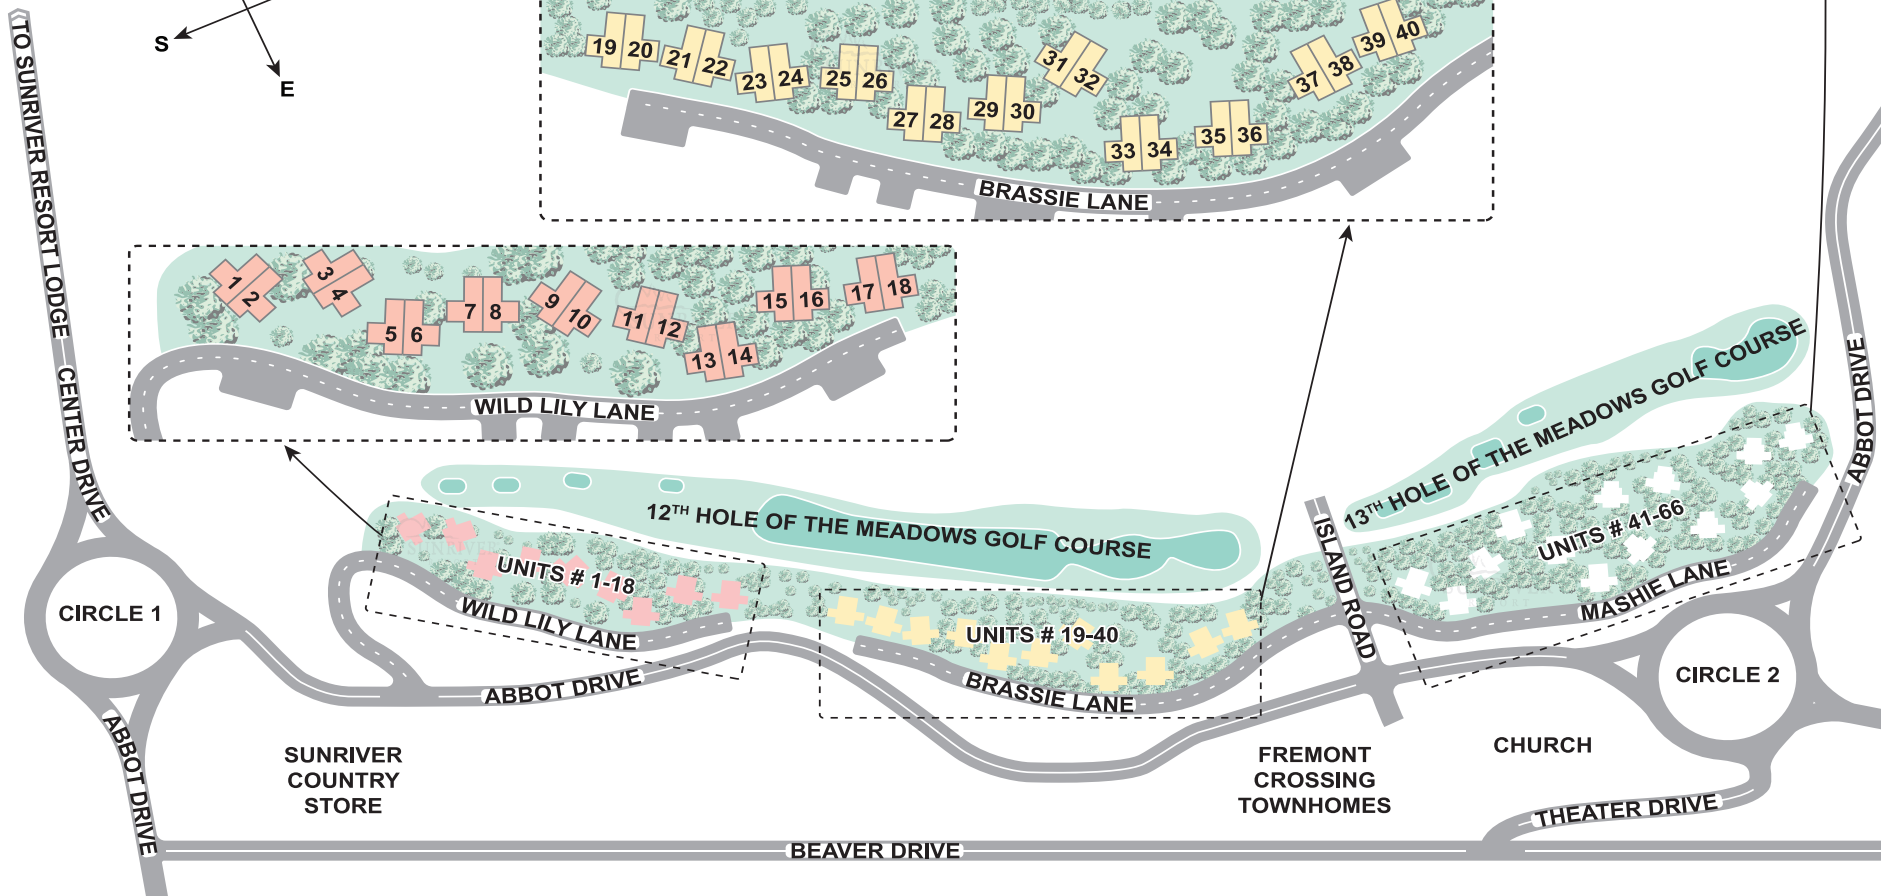 TO SUNRIVER RESORT LODGE
CENTER DRIVE
S
E
19 20
21 22
23 24
25 26
27 28
29 30
31 32
33 34
35 36
37 38
39 40
BRASSIE LANE
1 2
3 4
5 6
7 8
9 10
11 12
13 14
15 16
17 18
WILD LILY LANE
12TH HOLE OF THE MEADOWS GOLF COURSE
13TH HOLE OF THE MEADOWS GOLF COURSE
ABBOT DRIVE
UNITS # 1-18
WILD LILY LANE
UNITS # 19-40
BRASSIE LANE
ISLAND ROAD
UNITS # 41-66
MASHIE LANE
CIRCLE 1
ABBOT DRIVE
CIRCLE 2
ABBOT DRIVE
SUNRIVER
COUNTRY
STORE
FREMONT
CROSSING
TOWNHOMES
CHURCH
THEATER DRIVE
BEAVER DRIVE